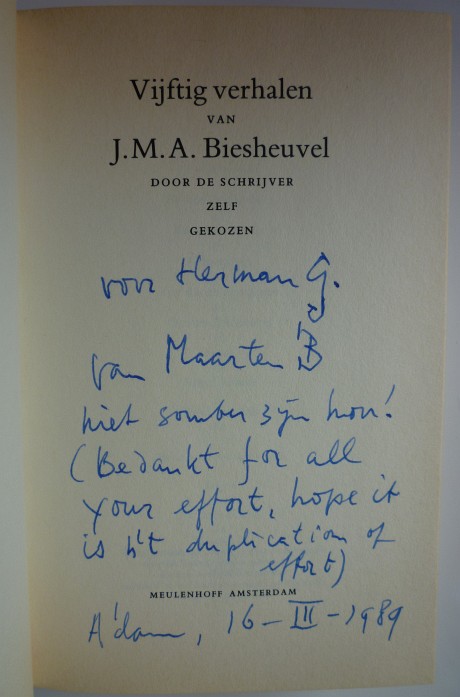 Vijftig verhalen
VAN
J.M.A. Biesheuvel
DOOR DE SCHRIJVER
ZELF
GEKOZEN
voor Herman G.
van Maarten B
niet somber zijn hoor!
(Bedankt for all
your effort, hope it
is n't duplication of
effort)
MEULENHOFF AMSTERDAM
A'dam, 16-III-1989